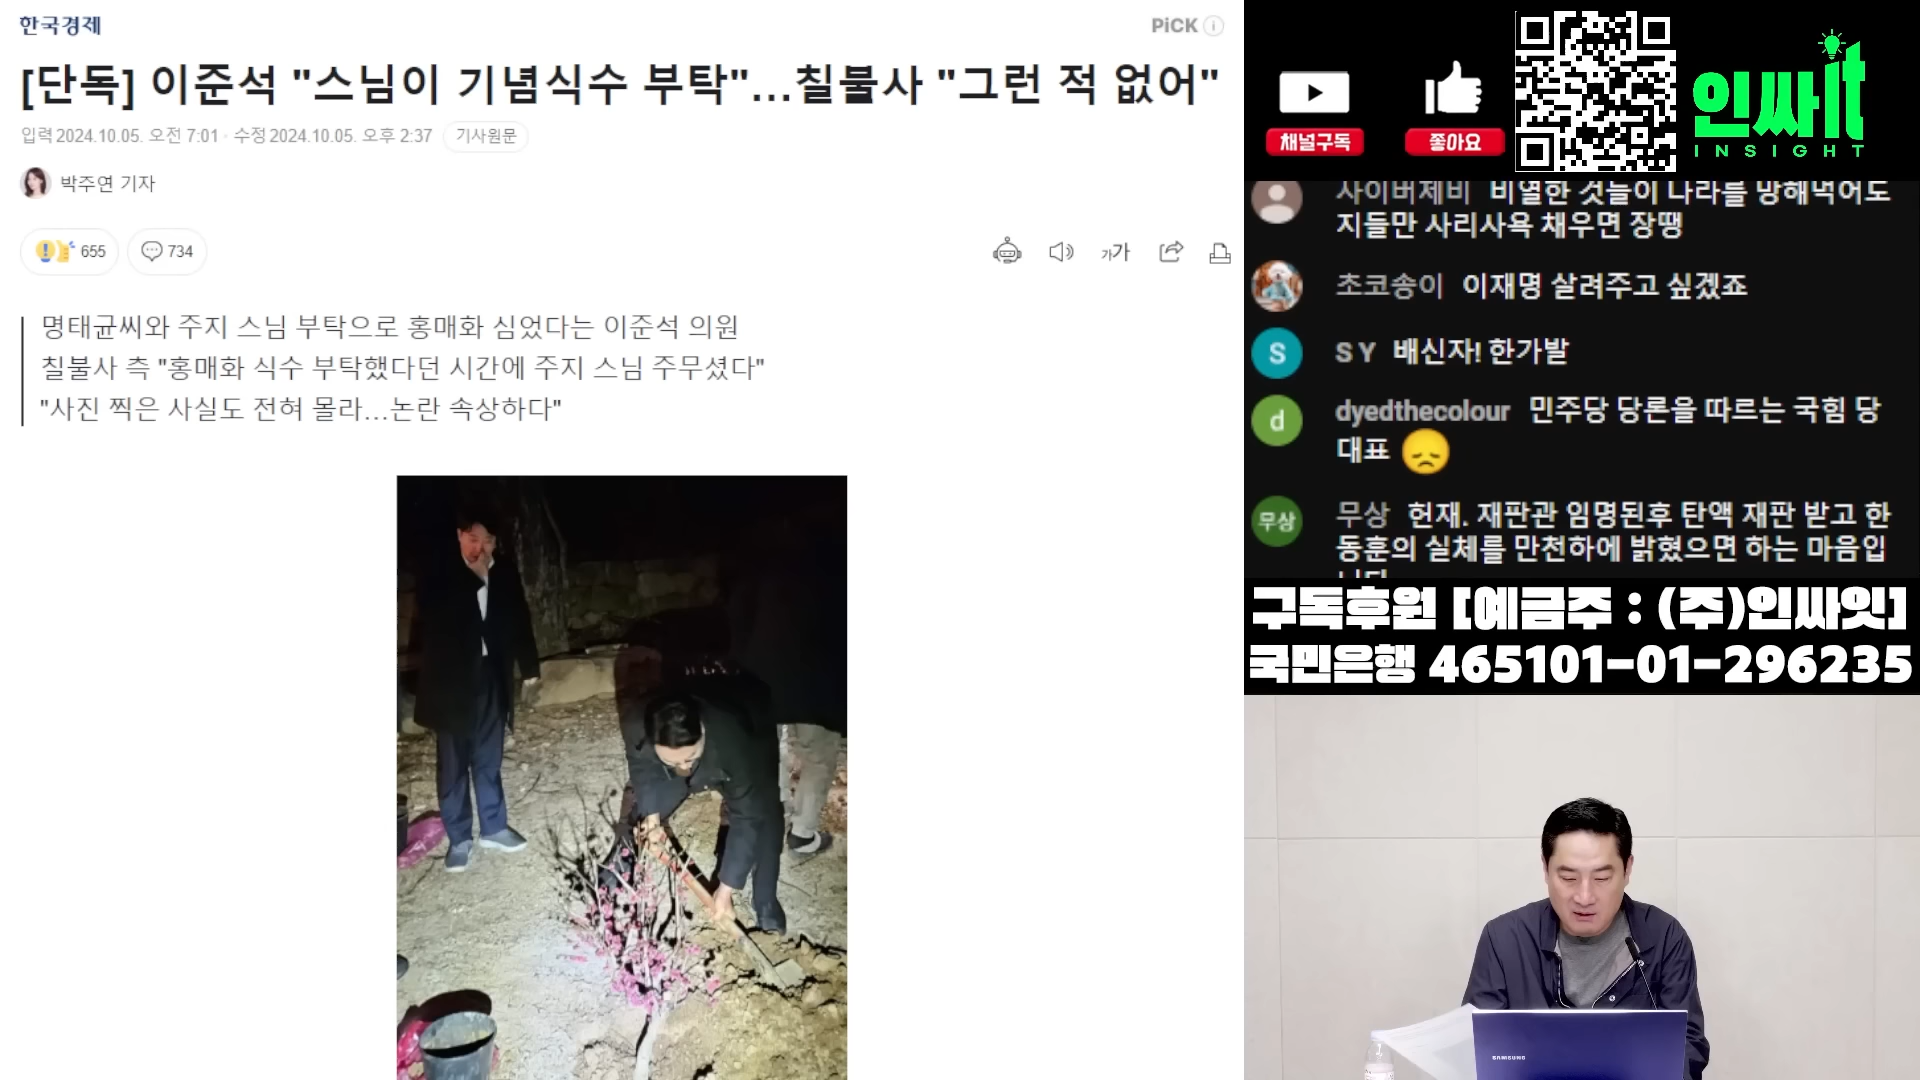 한국경제
PiCK
[단독] 이준석 "스님이 기념식수 부탁"…칠불사 "그런 적 없어"
입력 2024.10.05. 오전 7:01 · 수정 2024.10.05. 오후 2:37 기사원문
박주연 기자
655 734
가가
명태균씨와 주지 스님 부탁으로 홍매화 심었다는 이준석 의원
칠불사 측 "홍매화 식수 부탁했다던 시간에 주지 스님 주무셨다"
"사진 찍은 사실도 전혀 몰라…논란 속상하다"
채널구독
좋아요
인싸it
INSIGHT
사이버제비 비열한 것들이 나라를 망해먹어도
지들만 사리사욕 채우면 장땡
초코송이 이재명 살려주고 싶겠죠
S
S Y 배신자! 한가발
d
dyedthecolour 민주당 당론을 따르는 국힘 당
대표
무상
무상 헌재. 재판관 임명된후 탄액 재판 받고 한
동훈의 실체를 만천하에 밝혔으면 하는 마음입
니다
구독후원 [예금주 : (주)인싸잇]
국민은행 465101-01-296235
SAMSUNG